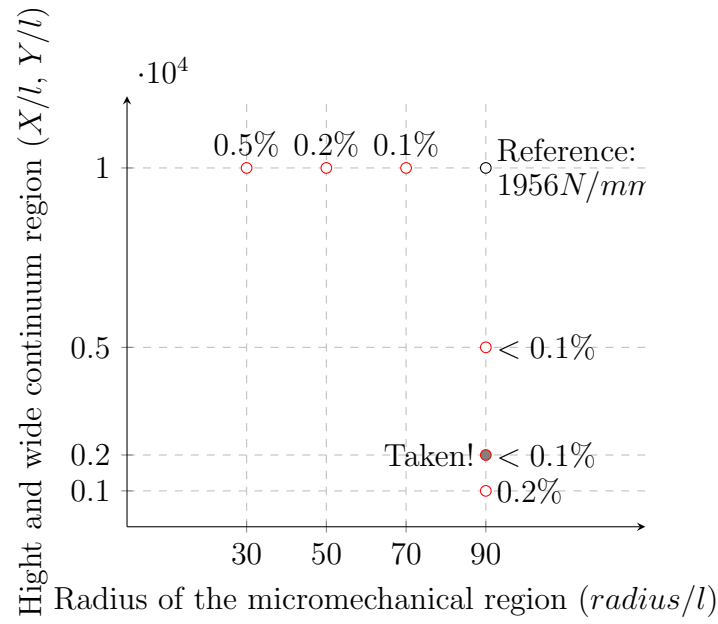 ·10⁴
0.5% 0.2% 0.1% Reference:
1 1956N/mm
0.5 < 0.1%
0.2 Taken! < 0.1%
0.1 0.2%
30 50 70 90
Radius of the micromechanical region (radius/l)
Hight and wide continuum region (X/l, Y/l)